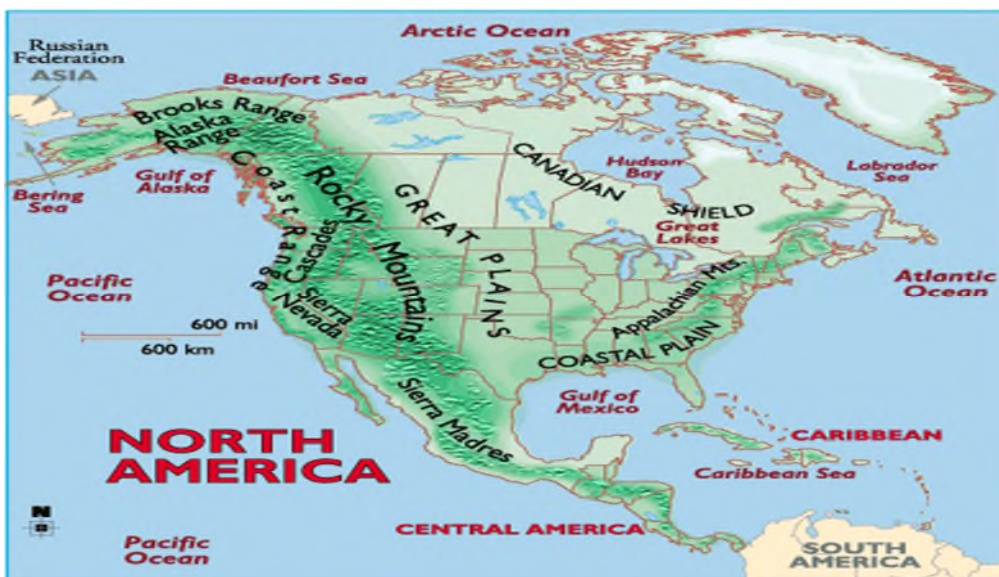 Arctic Ocean
Russian
Federation
ASIA
Beaufort Sea
Brooks Range
Alaska
Range
Bering
Sea
Gulf of
Alaska
Coast Range
Rocky Mountains
GREAT PLAINS
CANADIAN SHIELD
Hudson
Bay
Labrador
Sea
Great
Lakes
Cascades
Sierra
Nevada
Pacific
Ocean
Atlantic
Ocean
600 mi
600 km
Appalachian Mts.
COASTAL PLAIN
Gulf of
Mexico
Sierra Madres
NORTH
AMERICA
CARIBBEAN
Caribbean Sea
N
CENTRAL AMERICA
Pacific
Ocean
SOUTH
AMERICA